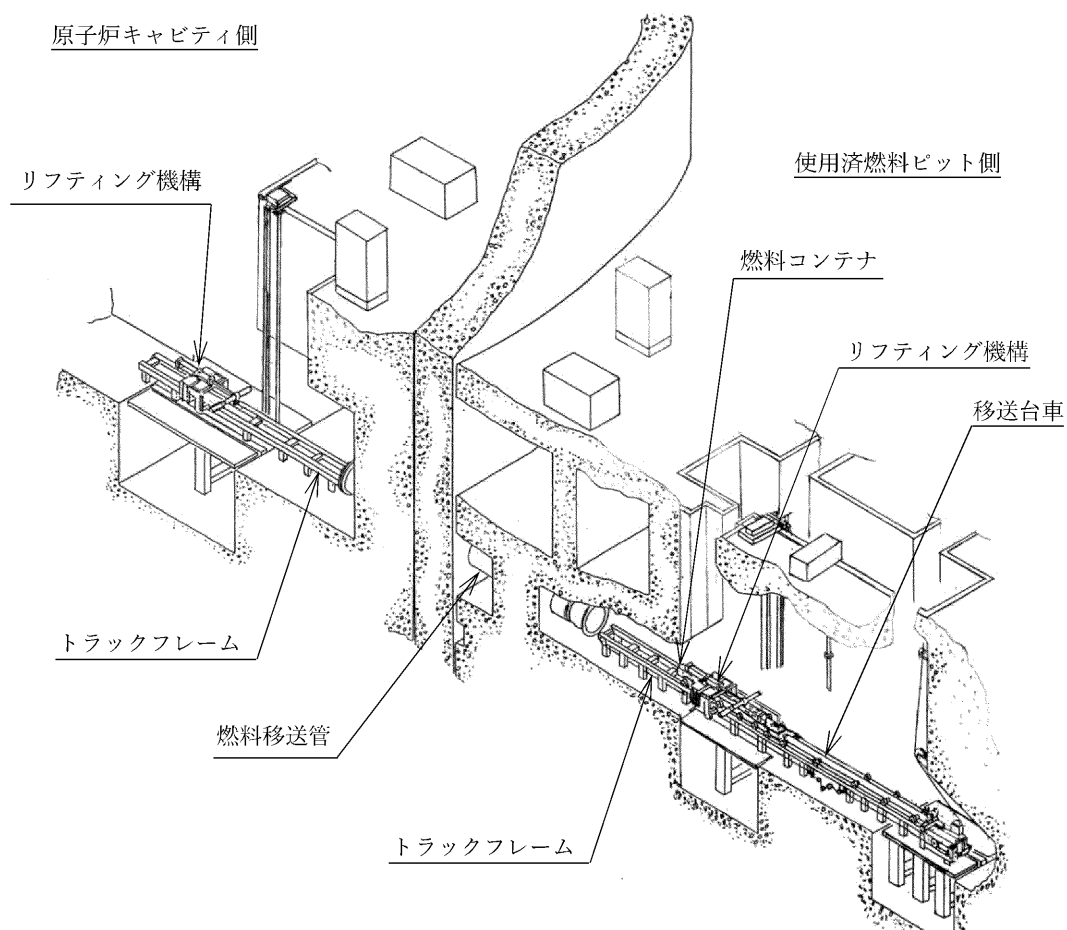 原子炉キャビティ側
使用済燃料ピット側
リフティング機構
燃料コンテナ
リフティング機構
移送台車
トラックフレーム
燃料移送管
トラックフレーム